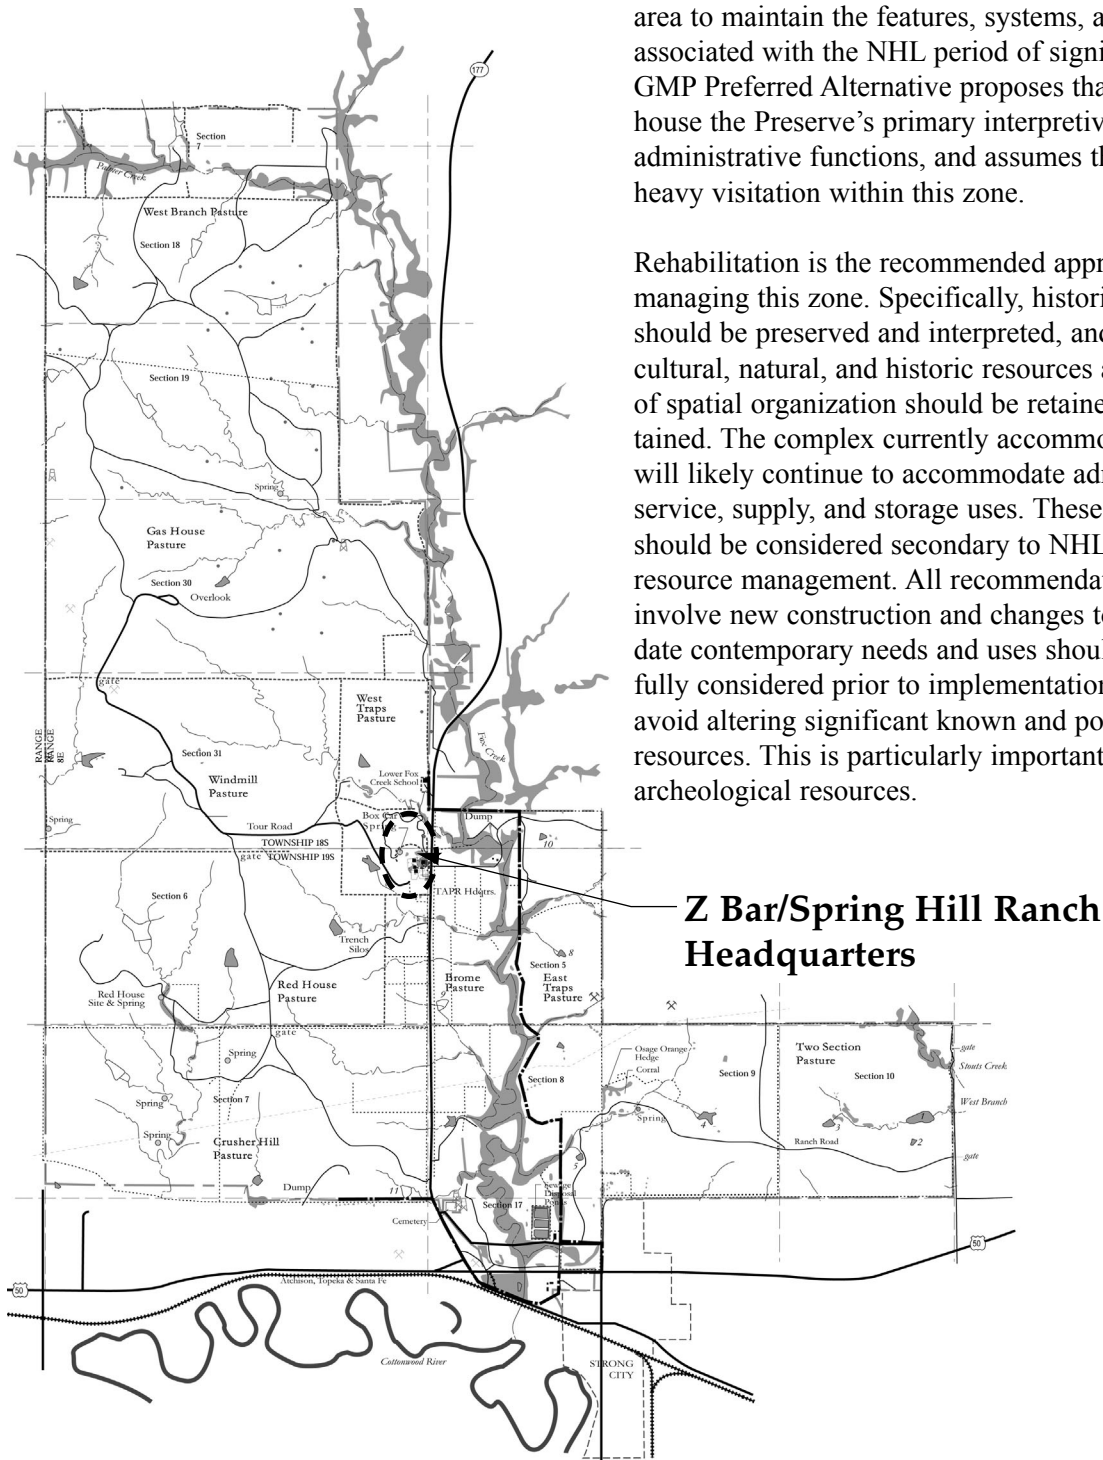 area to maintain the features, systems, a
associated with the NHL period of signi
GMP Preferred Alternative proposes tha
house the Preserve's primary interpretiv
administrative functions, and assumes th
heavy visitation within this zone.
Rehabilitation is the recommended appr
managing this zone. Specifically, histori
should be preserved and interpreted, and
cultural, natural, and historic resources a
of spatial organization should be retaine
tained. The complex currently accommo
will likely continue to accommodate adm
service, supply, and storage uses. These
should be considered secondary to NHL
resource management. All recommendat
involve new construction and changes to
date contemporary needs and uses shoul
fully considered prior to implementation
avoid altering significant known and po
resources. This is particularly important
archeological resources.
177
Section
7
Palmer Creek
West Branch Pasture
Section 18
Section 19
Spring
Gas House
Pasture
Section 30
Overlook
gate
West
Traps
Pasture
RANGE
RANGE
8E
Section 31
Windmill
Pasture
Fox Creek
Lower Fox
Creek School
Spring
Box Car
Spring
Dump
Tour Road
TOWNSHIP 18S
gate TOWNSHIP 19S
10
Section 6
TAPR Hdqtrs.
Z Bar/Spring Hill Ranch
Headquarters
Trench
Silos
8
Section 5
Brome
Pasture
East
Traps
Pasture
Red House
Pasture
Red House
Site & Spring
9
gate
Spring
Osage Orange
Hedge
Corral
Two Section
Pasture
Section 9
Section 10
gate
Stouts Creek
Section 8
Spring
Section 7
Spring
4
3
1
West Branch
Spring
Crusher Hill
Pasture
Ranch Road
2
gate
5
Dump
11
Sewage
Disposal
Ponds
Section 17
Cemetery
50
50
Atchison, Topeka & Santa Fe
Cottonwood River
STRONG
CITY